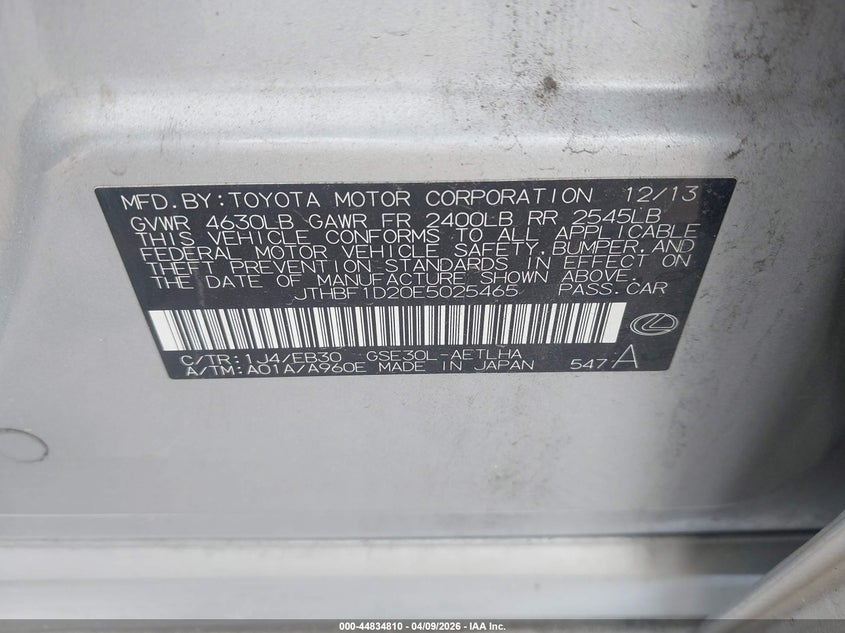 MFD. BY: TOYOTA MOTOR CORPORATION 12/13
GVWR 4630LB GAWR FR 2400LB RR 2545LB
THIS VEHICLE CONFORMS TO ALL APPLICABLE
FEDERAL MOTOR VEHICLE SAFETY, BUMPER, AND
THEFT PREVENTION STANDARDS IN EFFECT ON
THE DATE OF MANUFACTURE SHOWN ABOVE.
JTHBF1D20E5025465 PASS. CAR
C/TR: 1J4/EB30 GSE30L-AETLHA
A/TM: A01A/A960E MADE IN JAPAN 547 A
000-44834810 - 04/09/2026 - IAA Inc.